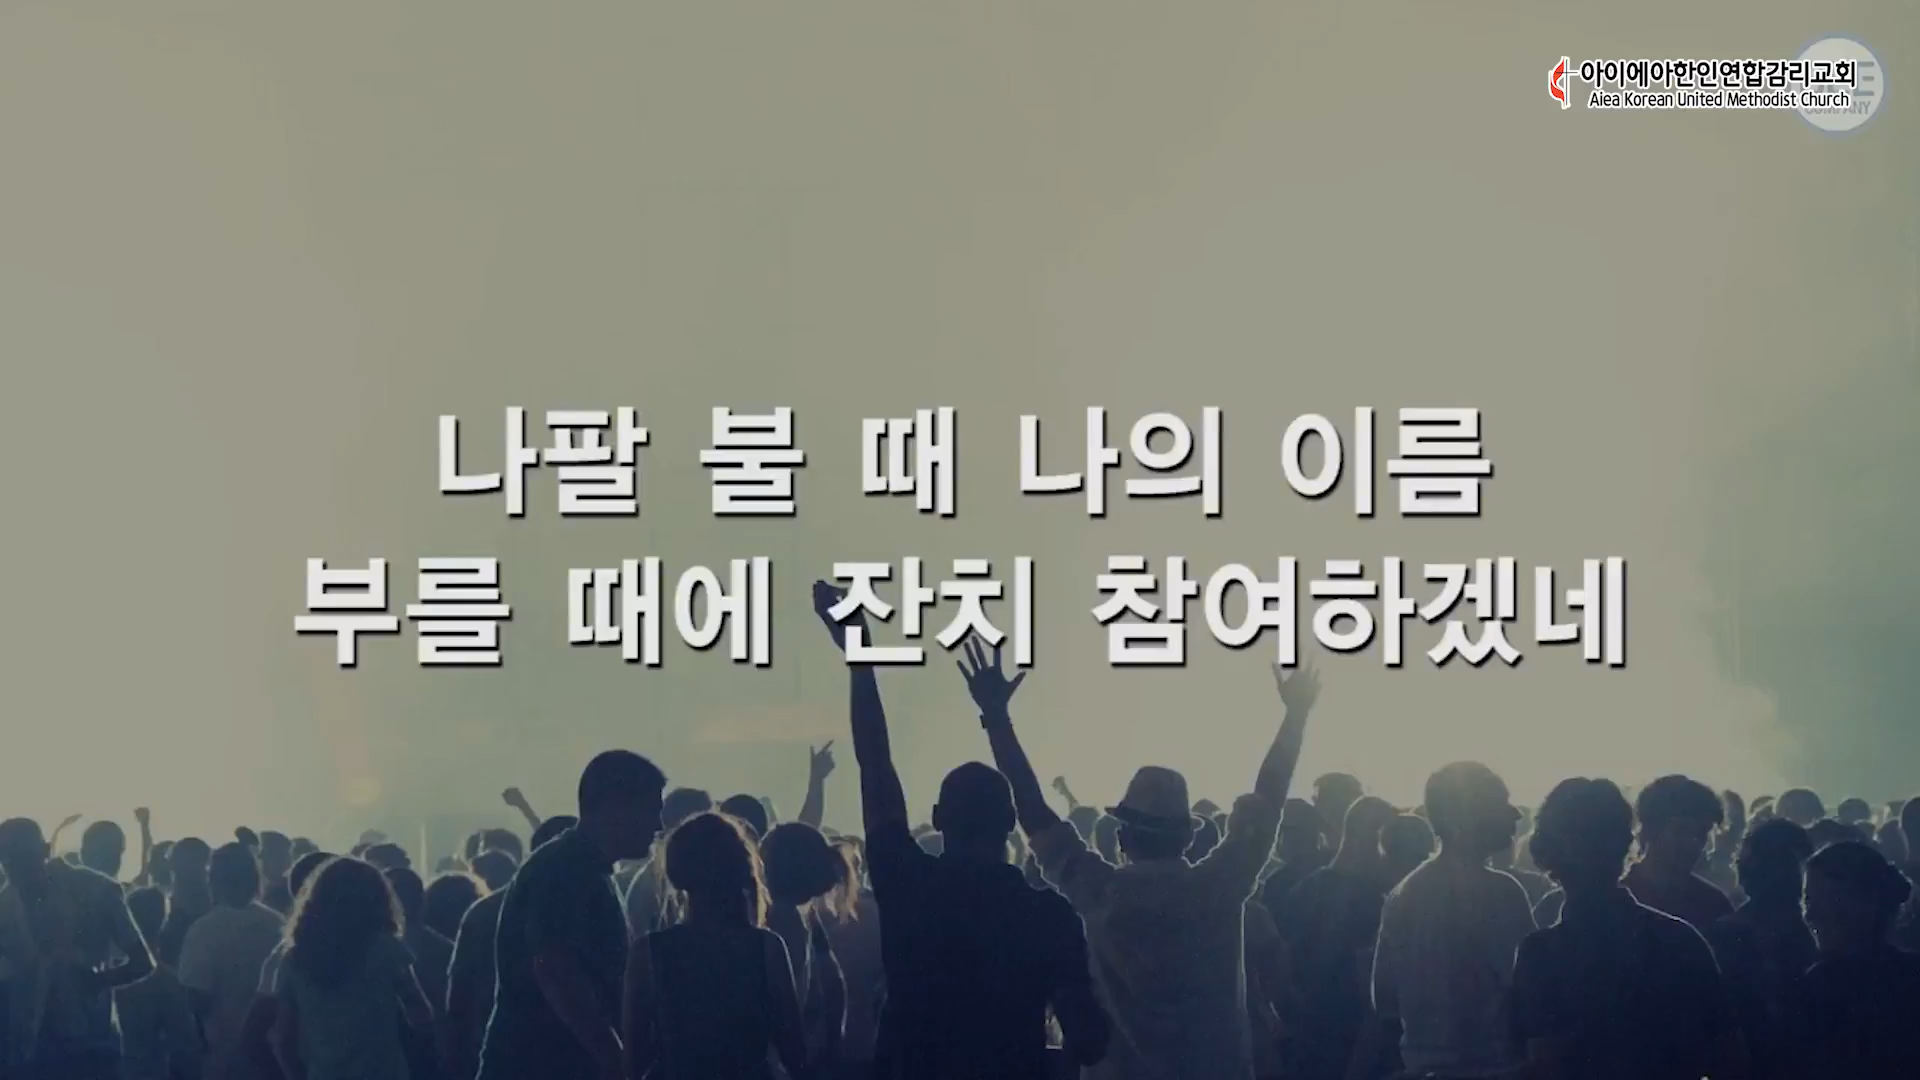 아이에아한인연합감리교회
Aiea Korean United Methodist Church
COMPANY
나팔 불 때 나의 이름
부를 때에 잔치 참여하겠네